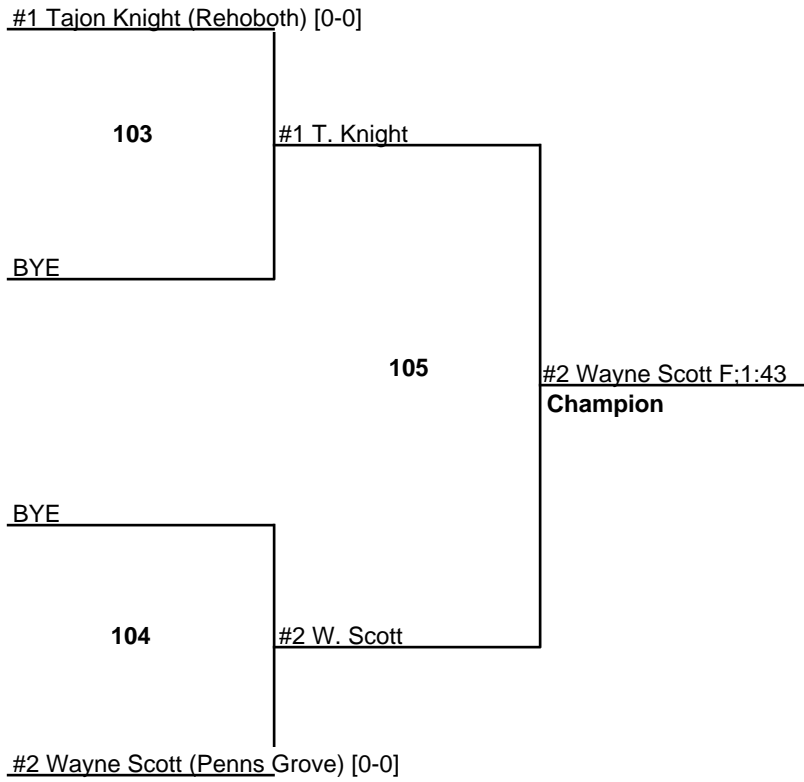 #1 Tajon Knight (Rehoboth) [0-0]
103
#1 T. Knight
BYE
105
#2 Wayne Scott F;1:43
Champion
BYE
104
#2 W. Scott
#2 Wayne Scott (Penns Grove) [0-0]